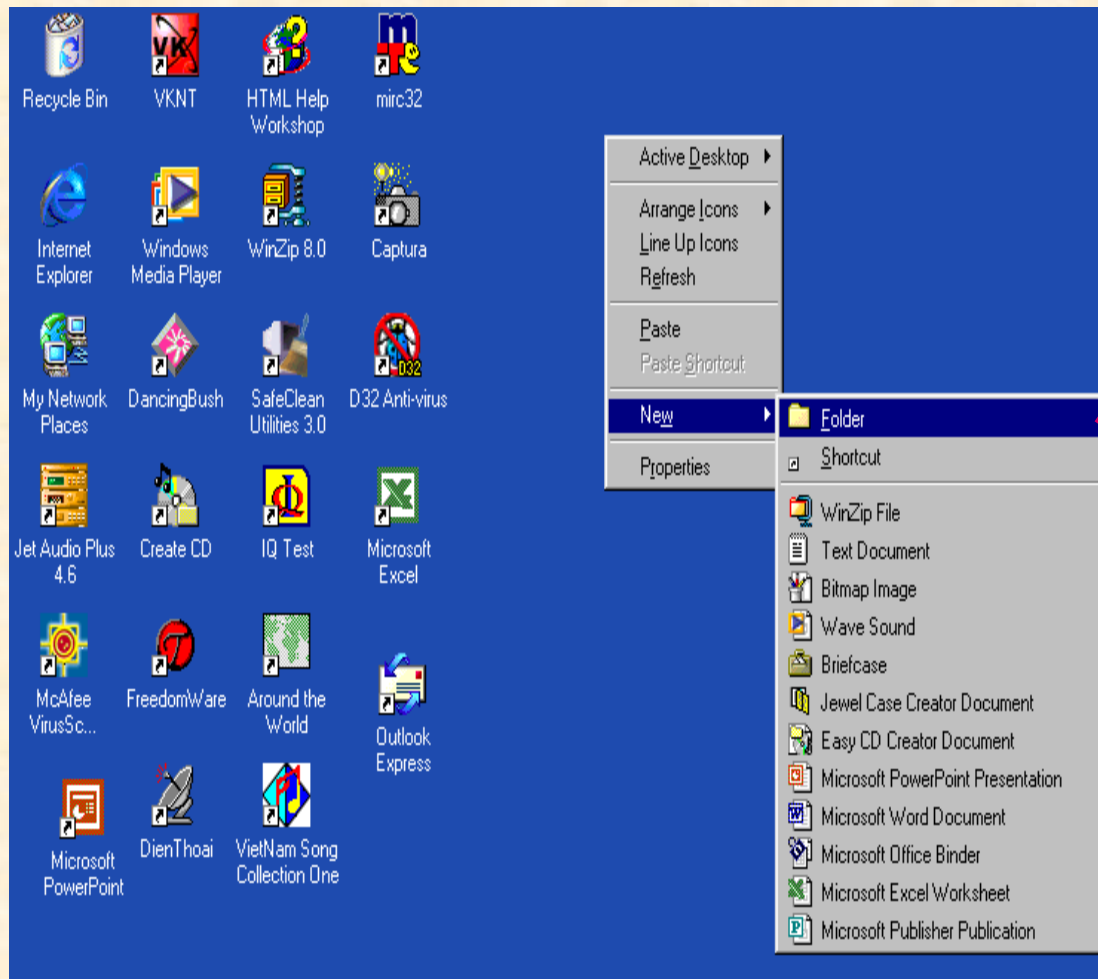 Recycle Bin
VKNT
HTML Help
Workshop
mirc32
Internet
Explorer
Windows
Media Player
WinZip 8.0
Captura
My Network
Places
DancingBush
SafeClean
Utilities 3.0
D32
D32 Anti-virus
Jet Audio Plus
4.6
Create CD
IQ Test
Microsoft
Excel
McAfee
VirusSc...
FreedomWare
Around the
World
Outlook
Express
Microsoft
PowerPoint
DienThoai
VietNam Song
Collection One
Active Desktop
Arrange Icons
Line Up Icons
Refresh
Paste
Paste Shortcut
New
Properties
Folder
Shortcut
WinZip File
Text Document
Bitmap Image
Wave Sound
Briefcase
Jewel Case Creator Document
Easy CD Creator Document
Microsoft PowerPoint Presentation
Microsoft Word Document
Microsoft Office Binder
Microsoft Excel Worksheet
Microsoft Publisher Publication